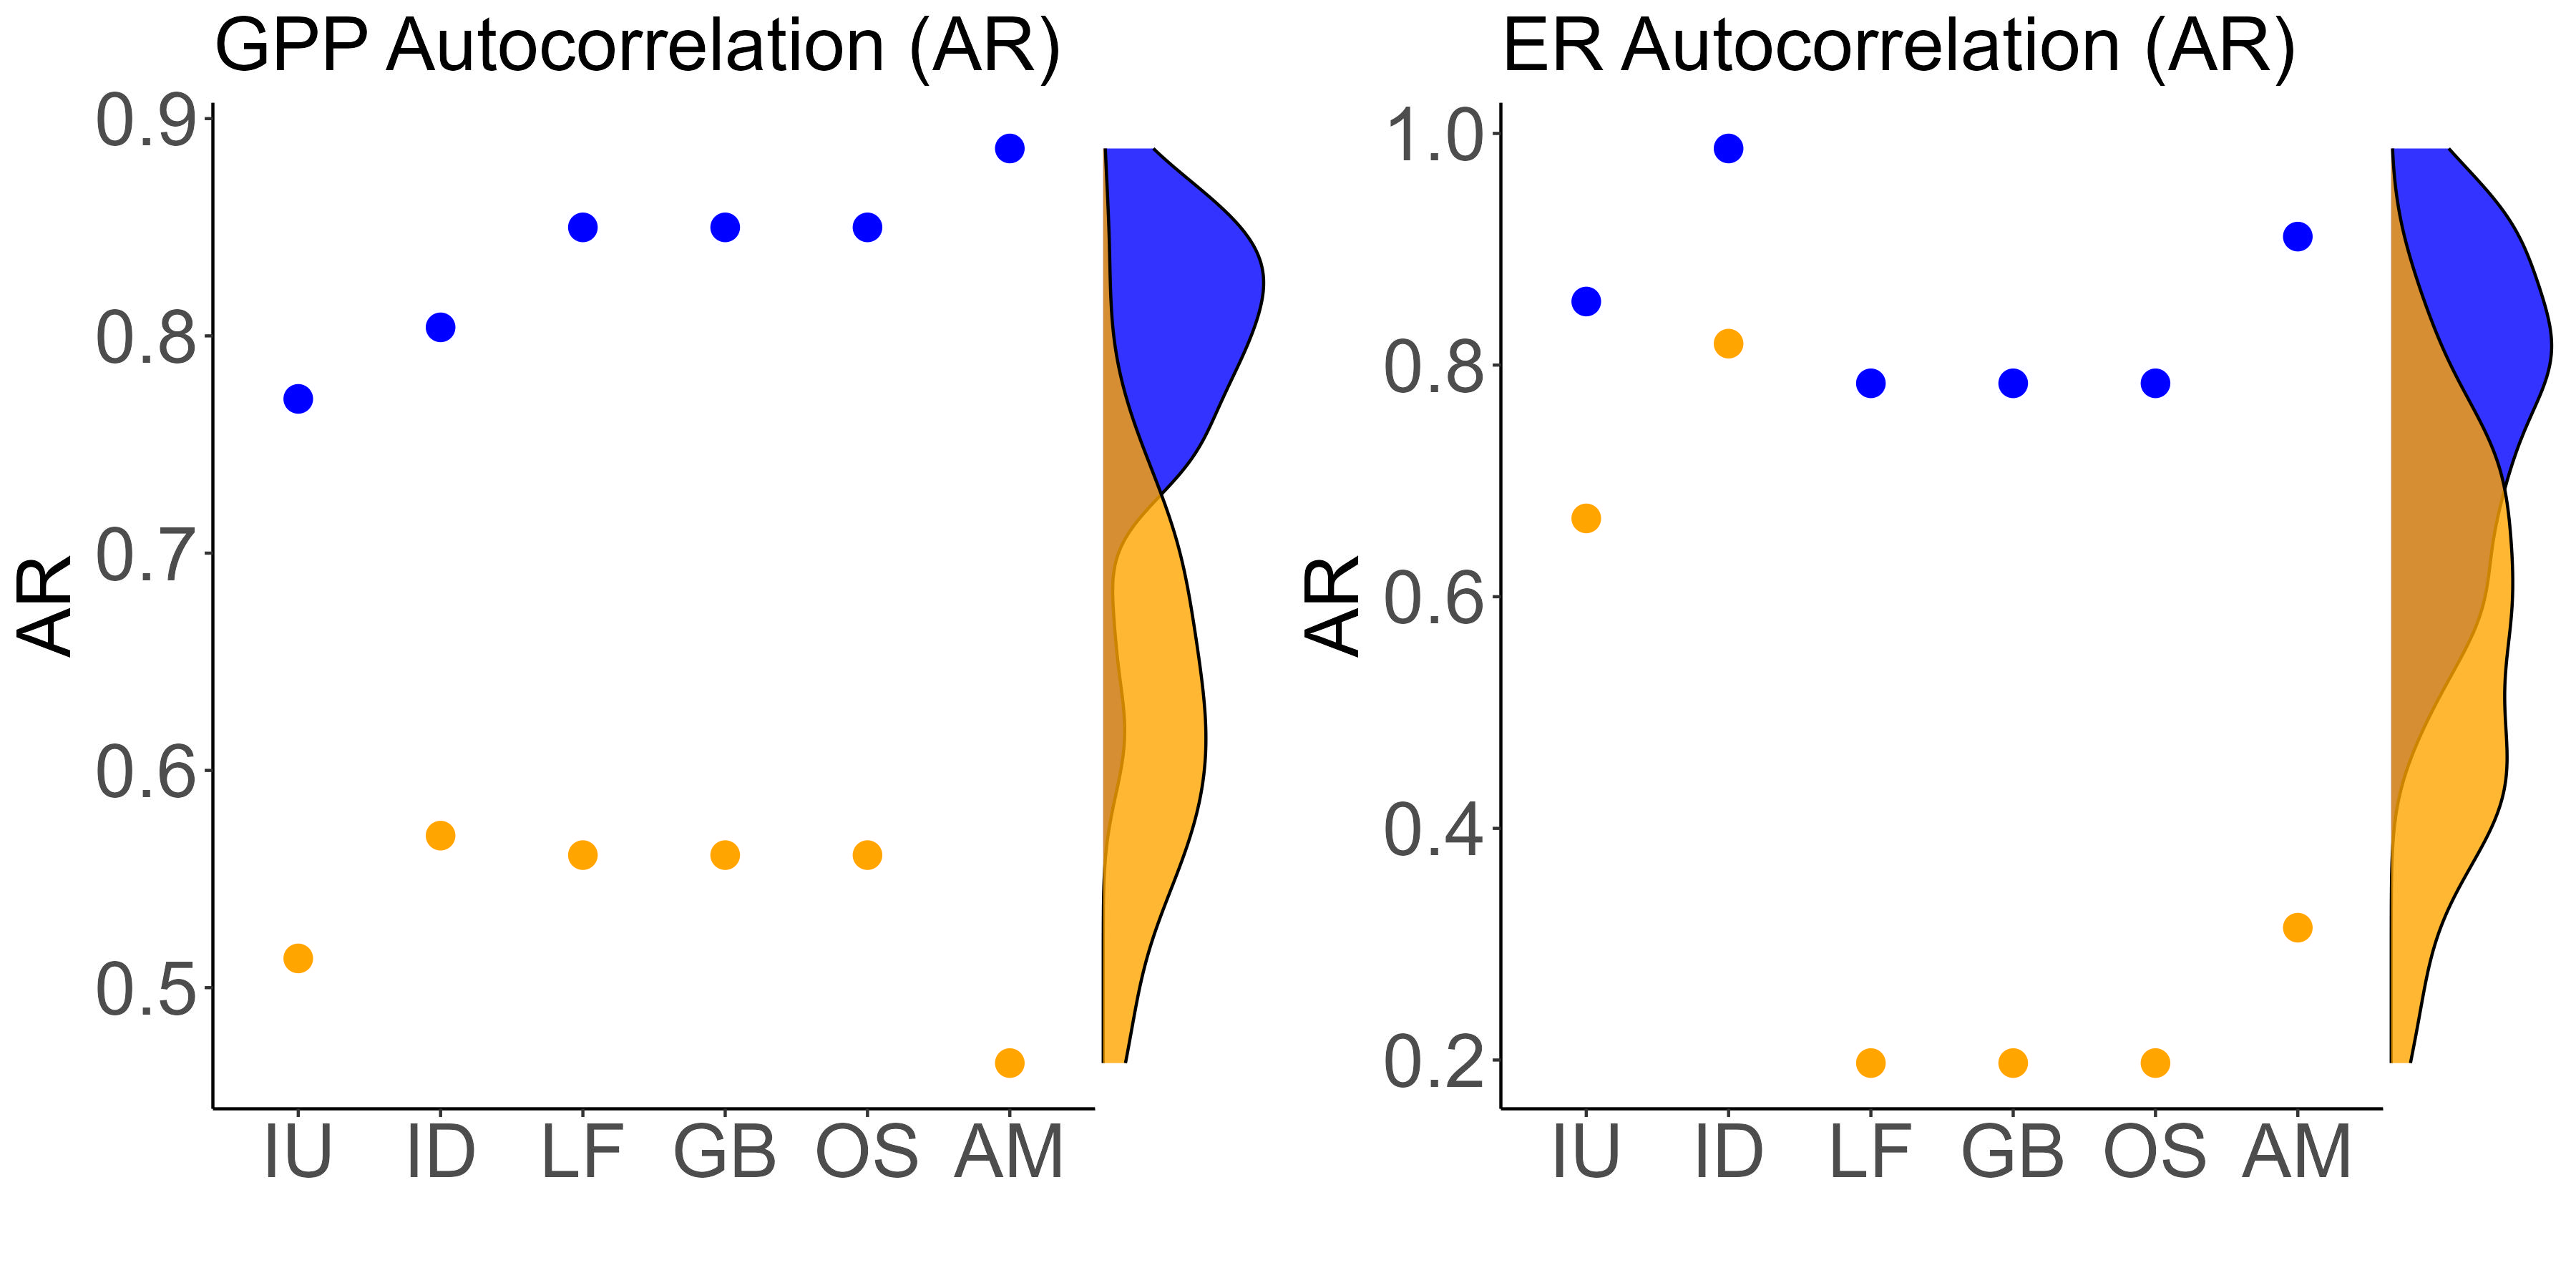 GPP Autocorrelation (AR)
0.9
0.8
0.7
0.6
0.5
AR
IU ID LF GB OS AM
ER Autocorrelation (AR)
1.0
0.8
0.6
0.4
0.2
AR
IU ID LF GB OS AM